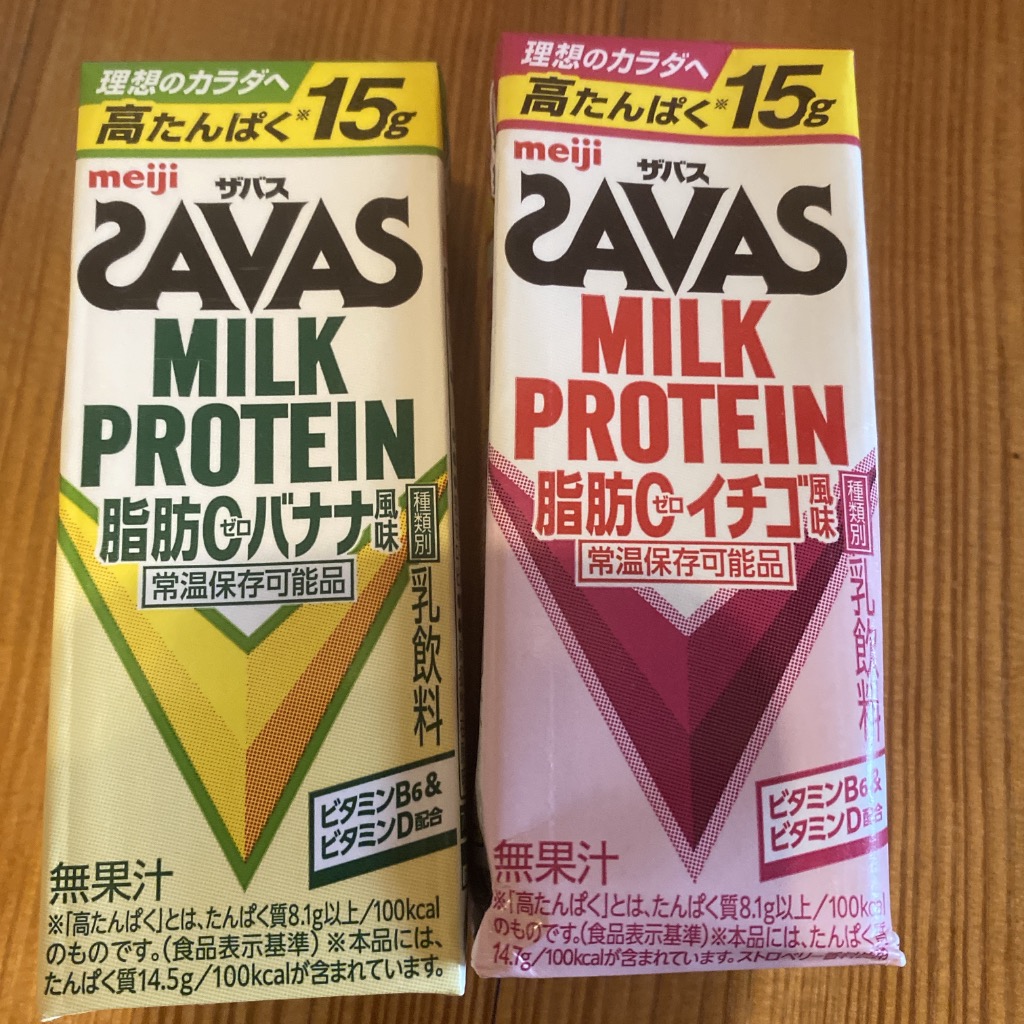 理想のカラダへ
高たんぱく※15g
meiji
ザバス
SAVAS
MILK
PROTEIN
脂肪0ゼロバナナ風味
常温保存可能品
種類別
乳飲料
ビタミンB6&
ビタミンD配合
無果汁
※「高たんぱく」とは、たんぱく質8.1g以上/100kcal
のものです。(食品表示基準)※本品には、
たんぱく質14.5g/100kcalが含まれています。
理想のカラダへ
高たんぱく※15g
meiji
ザバス
SAVAS
MILK
PROTEIN
脂肪0ゼロイチゴ風味
常温保存可能品
種類別
乳飲料
ビタミンB6&
ビタミンD配合
無果汁
※「高たんぱく」とは、たんぱく質8.1g以上/100kcal
のものです。(食品表示基準)※本品には、たんぱく質
14.7g/100kcalが含まれています。ストロベリー